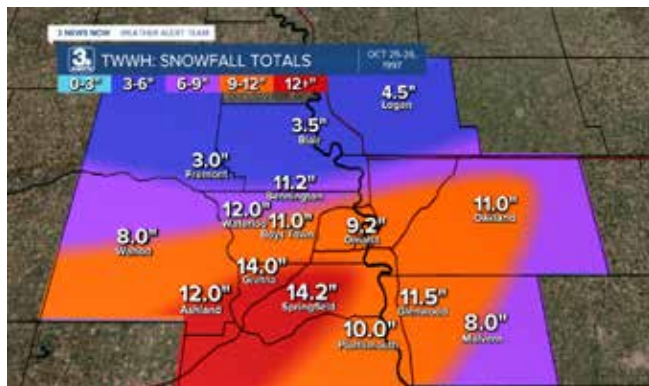 3 NEWS NOW WEATHER ALERT TEAM
3 TWWH: SNOWFALL TOTALS
OCT 25-26, 1997
0-3" 3-6" 6-9" 9-12" 12+"
4.5"
Logan
3.5"
Blair
3.0"
Fremont
11.2"
Bennington
12.0"
Waterloo
11.0"
Boys Town
9.2"
Omaha
11.0"
Oakland
8.0"
Wahoo
14.0"
Gretna
12.0"
Ashland
14.2"
Springfield
11.5"
Glenwood
10.0"
Plattsmouth
8.0"
Malvern